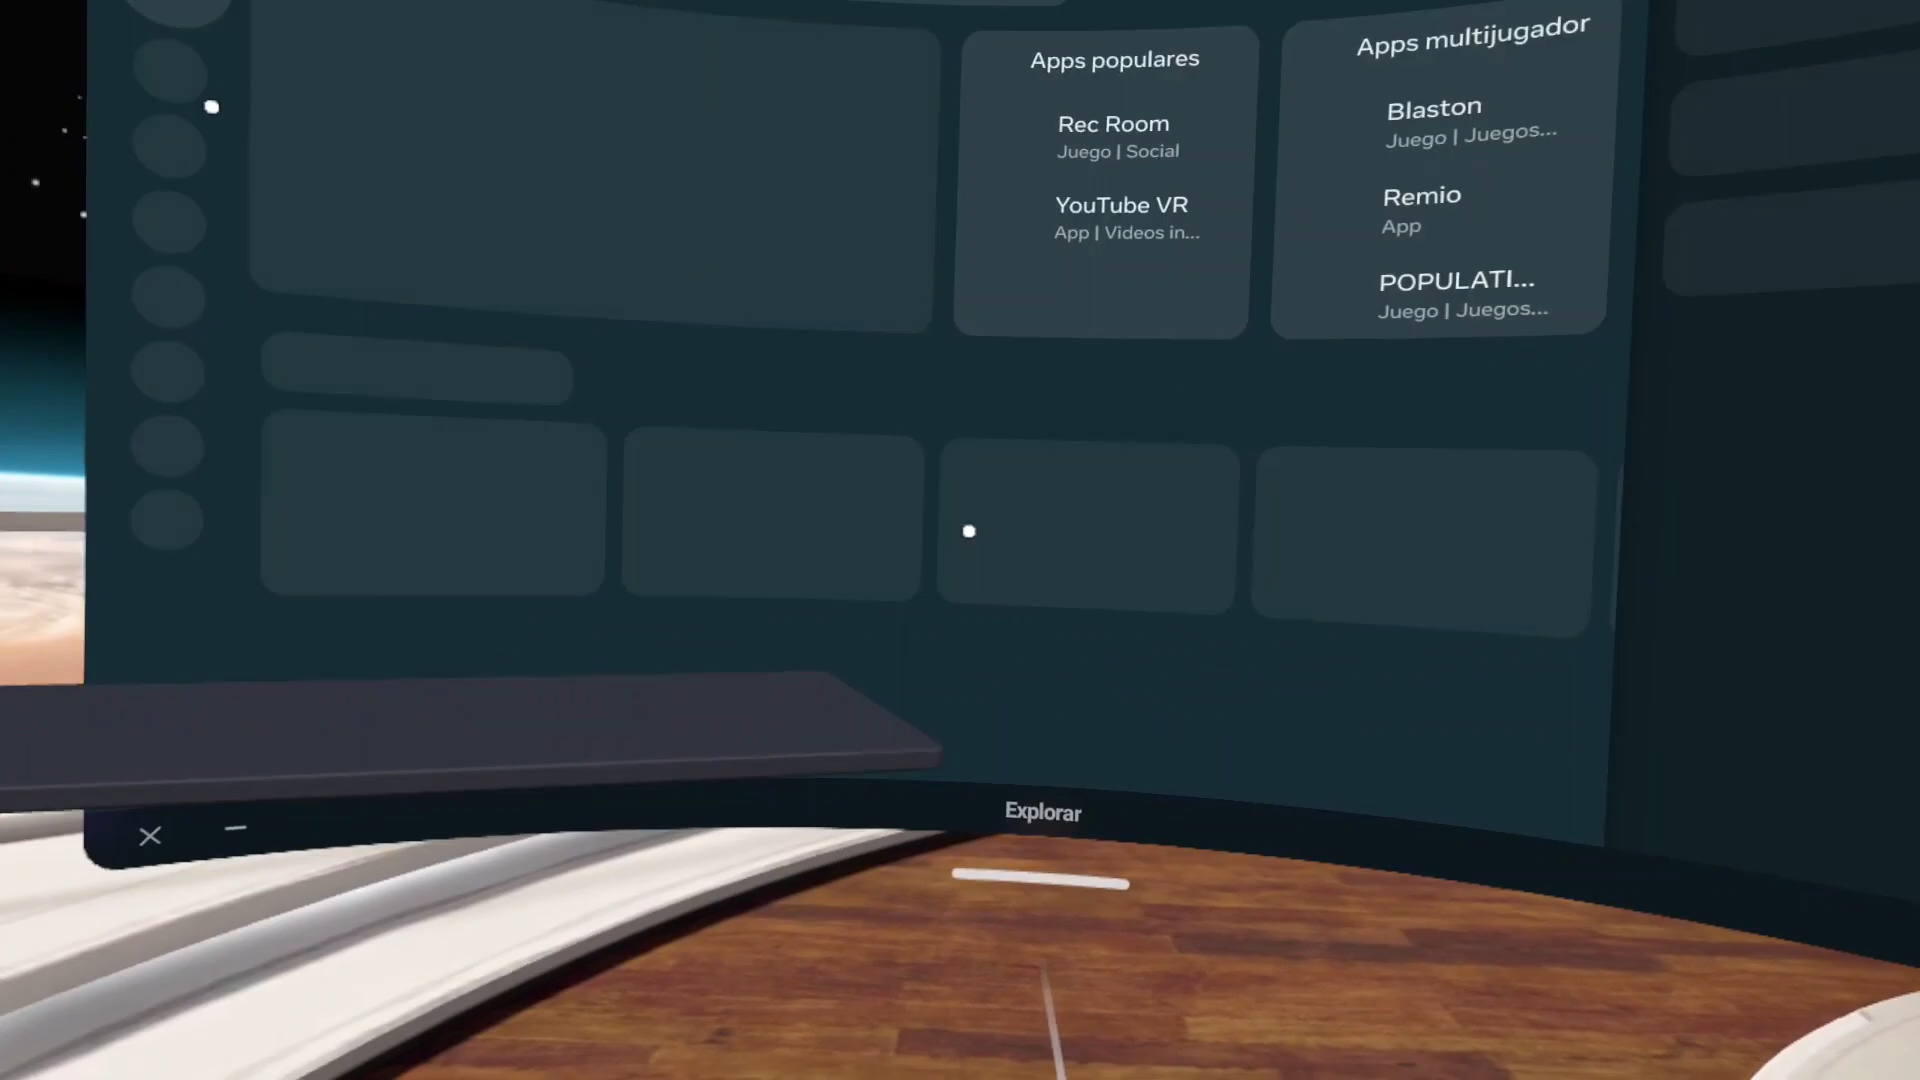 Apps populares
Rec Room
Juego | Social
YouTube VR
App | Videos in...
Apps multijugador
Blaston
Juego | Juegos...
Remio
App
POPULATI...
Juego | Juegos...
Explorar